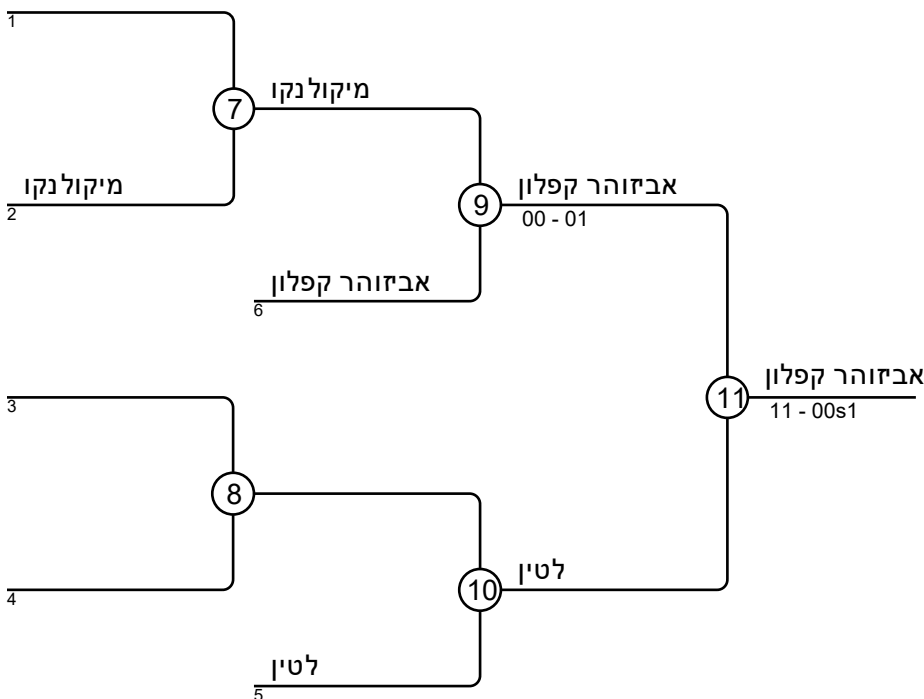 1
מיקולנקו
7
מיקולנקו
2
אביזוהר קפלון
9
00 - 01
אביזוהר קפלון
6
3
אביזוהר קפלון
11
11 - 00s1
8
לטין
10
4
לטין
5